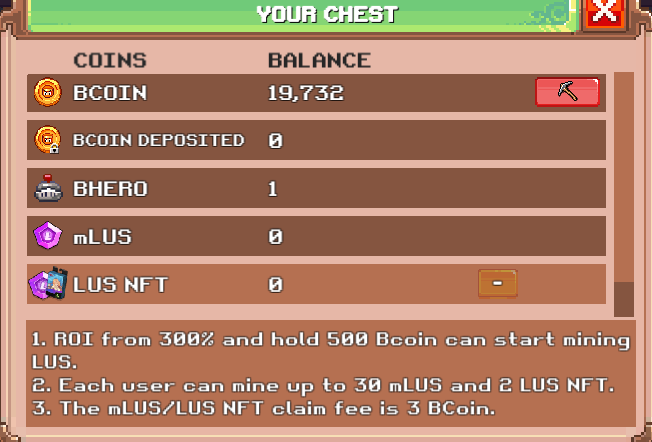 YOUR CHEST
COINS BALANCE
BCOIN 19,732
BCOIN DEPOSITED 0
BHERO 1
mLUS 0
LUS NFT 0 -
1. ROI from 300% and hold 500 Bcoin can start mining
LUS.
2. Each user can mine up to 30 mLUS and 2 LUS NFT.
3. The mLUS/LUS NFT claim fee is 3 BCoin.